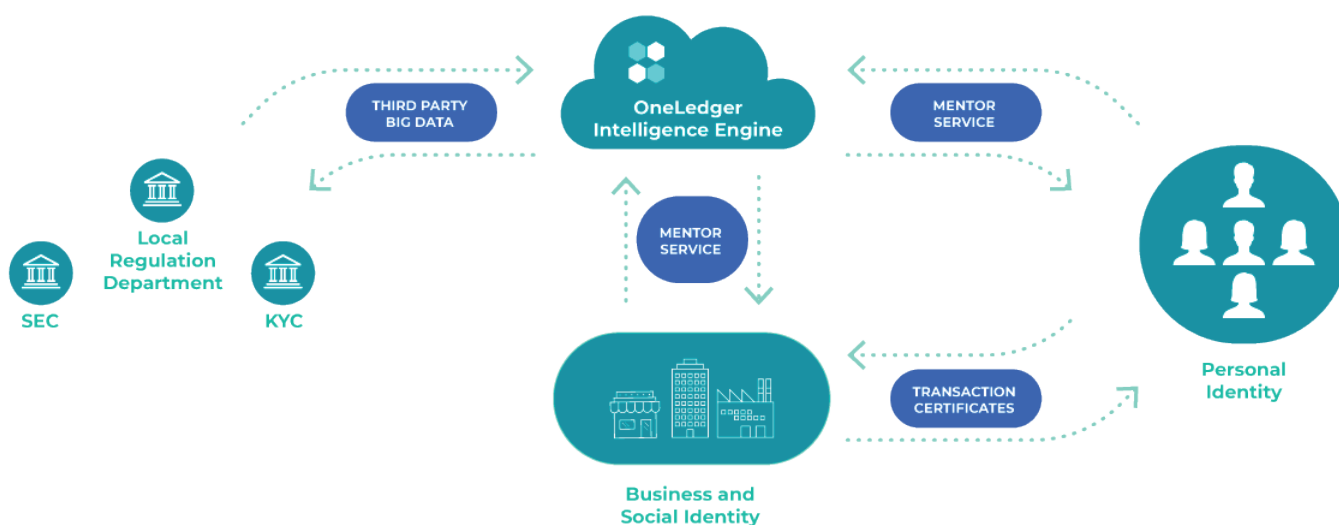 OneLedger
Intelligence Engine
THIRD PARTY
BIG DATA
MENTOR
SERVICE
MENTOR
SERVICE
Local
Regulation
Department
SEC
KYC
TRANSACTION
CERTIFICATES
Personal
Identity
Business and
Social Identity